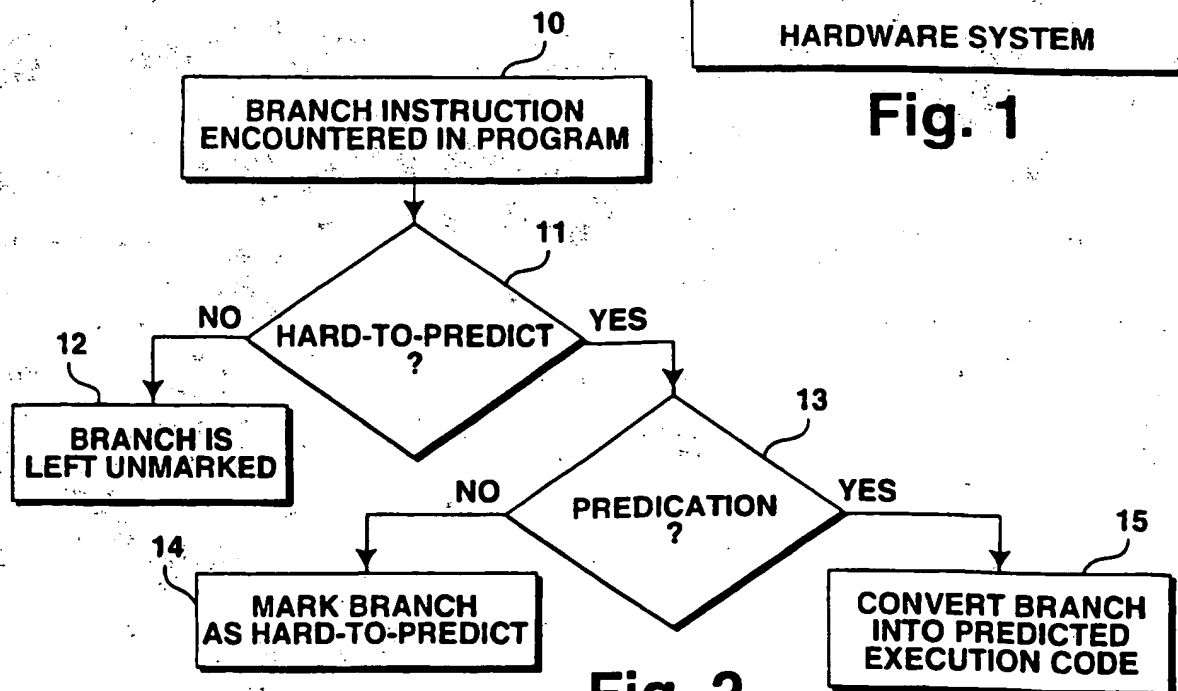 HARDWARE SYSTEM
Fig. 1
10
BRANCH INSTRUCTION
ENCOUNTERED IN PROGRAM
11
HARD-TO-PREDICT
?
NO
YES
12
BRANCH IS
LEFT UNMARKED
13
PREDICATION
?
NO
YES
14
MARK BRANCH
AS HARD-TO-PREDICT
15
CONVERT BRANCH
INTO PREDICTED
EXECUTION CODE
Fig. 2